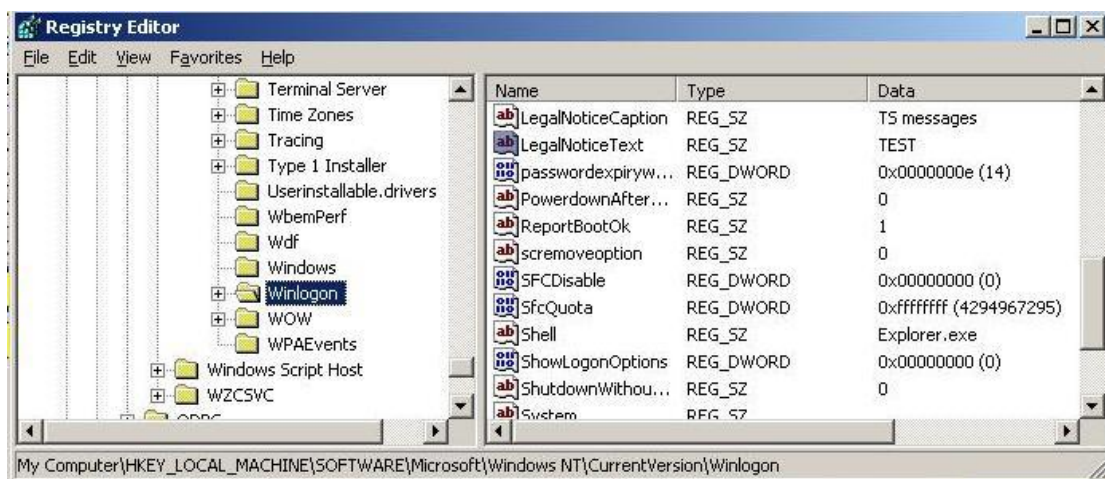 Registry Editor
File Edit View Favorites Help
Terminal Server
Time Zones
Tracing
Type 1 Installer
Userinstallable.drivers
WbemPerf
Wdf
Windows
Winlogon
WOW
WPAEvents
Windows Script Host
WZCSVC
ODBC
Name Type Data
LegalNoticeCaption REG_SZ TS messages
LegalNoticeText REG_SZ TEST
passwordexpiryw... REG_DWORD 0x0000000e (14)
PowerdownAfter... REG_SZ 0
ReportBootOk REG_SZ 1
scremoveoption REG_SZ 0
SFCDisable REG_DWORD 0x00000000 (0)
SfcQuota REG_DWORD 0xffffffff (4294967295)
Shell REG_SZ Explorer.exe
ShowLogonOptions REG_DWORD 0x00000000 (0)
ShutdownWithou... REG_SZ 0
System REG_SZ
My Computer\HKEY_LOCAL_MACHINE\SOFTWARE\Microsoft\Windows NT\CurrentVersion\Winlogon